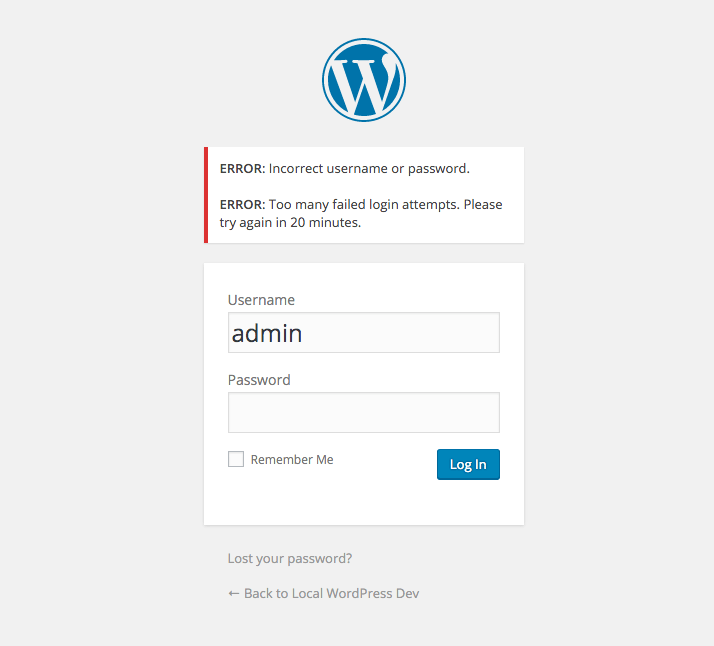 ERROR: Incorrect username or password.
ERROR: Too many failed login attempts. Please
try again in 20 minutes.
Username
admin
Password
Remember Me
Log In
Lost your password?
← Back to Local WordPress Dev